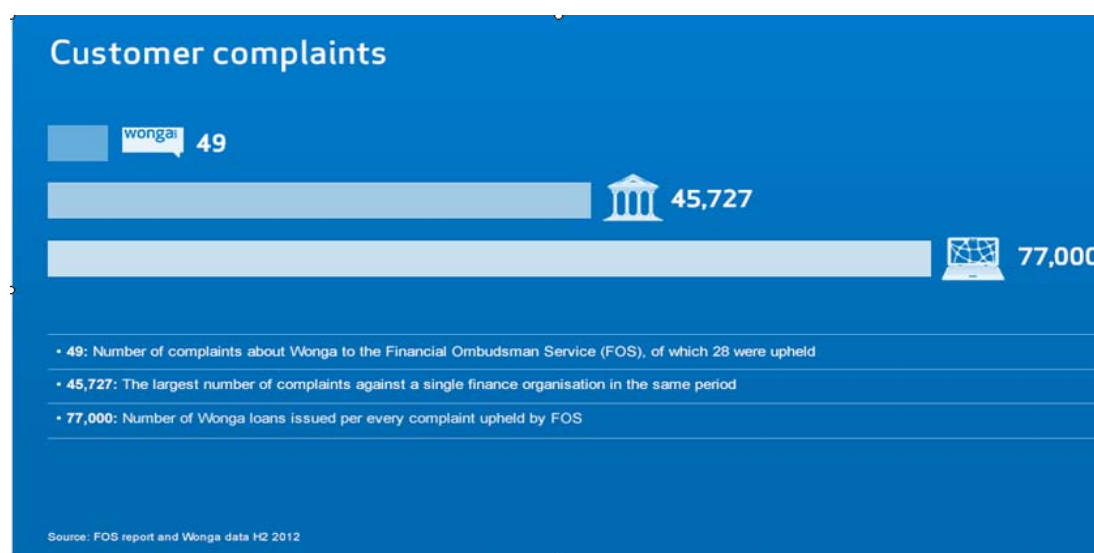 Customer complaints
wonga 49
45,727
77,000
• 49: Number of complaints about Wonga to the Financial Ombudsman Service (FOS), of which 28 were upheld
• 45,727: The largest number of complaints against a single finance organisation in the same period
• 77,000: Number of Wonga loans issued per every complaint upheld by FOS
Source: FOS report and Wonga data H2 2012